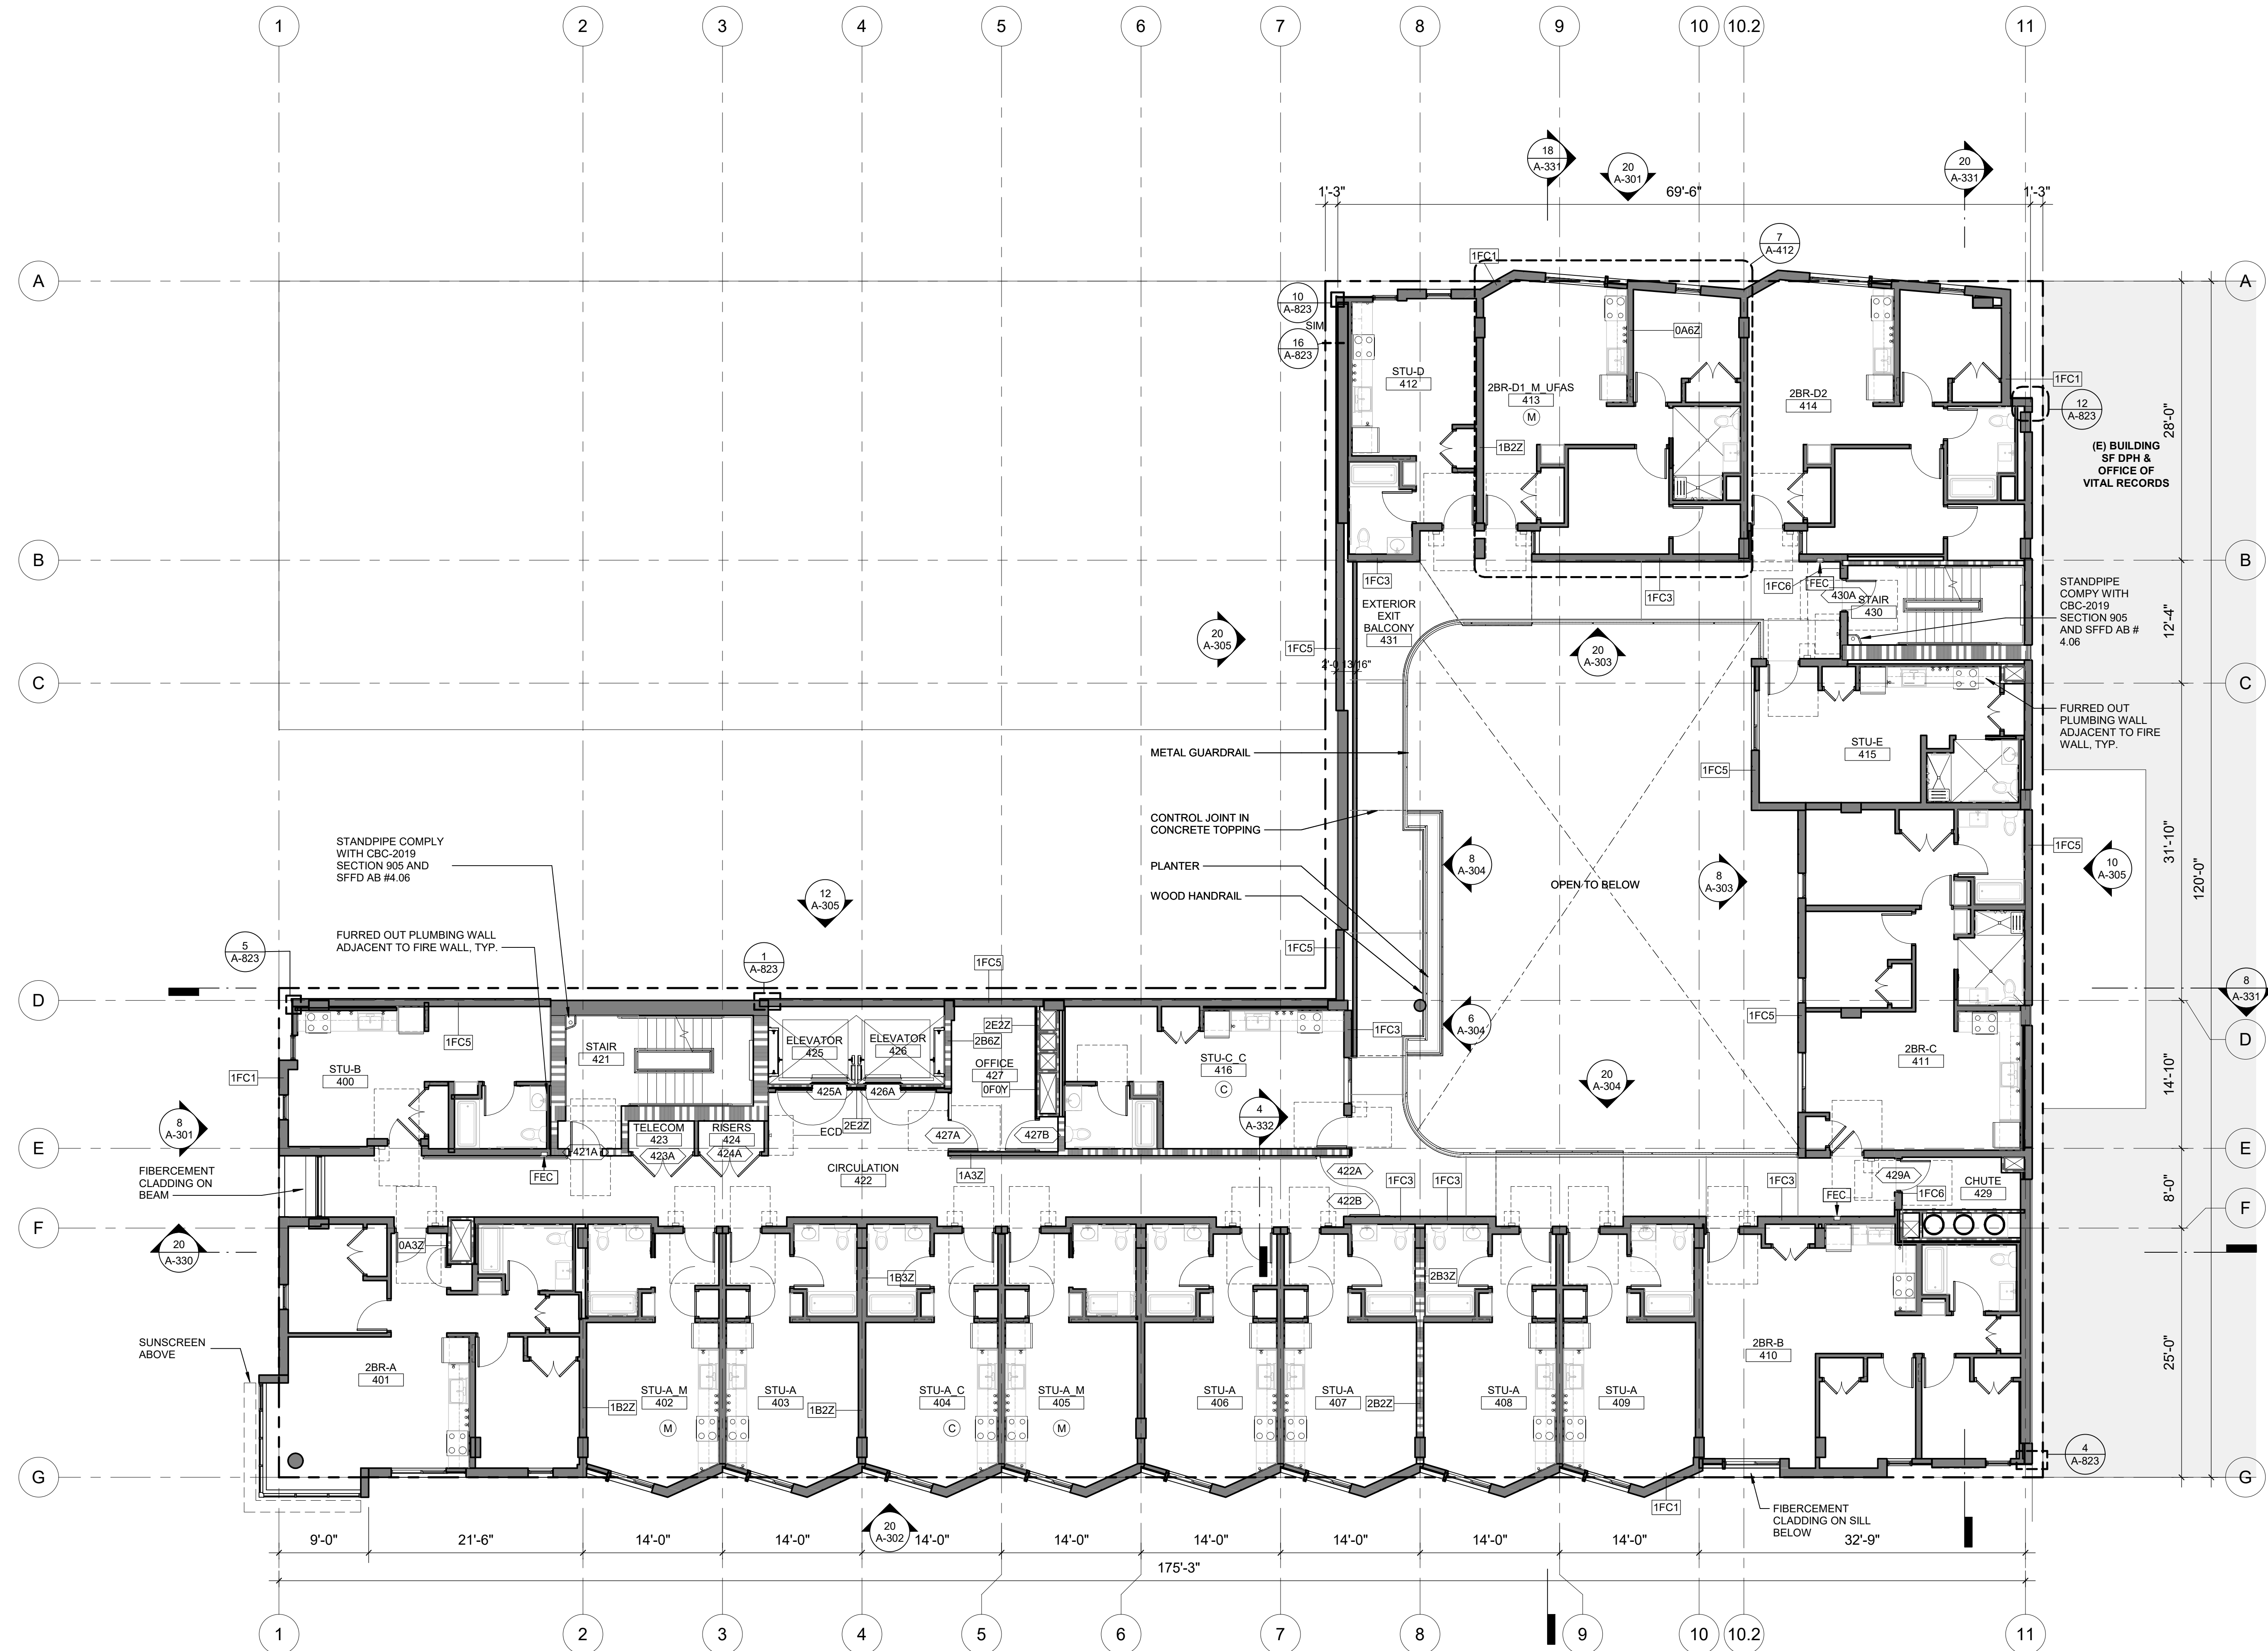 1
2
3
4
5
6
7
8
9
10
10.2
11
18
A-331
20
A-301
20
A-331
1'-3"
69'-6"
1'-3"
7
A-412
1FC1
A
A
10
A-823
SIM
16
A-823
0A6Z
STU-D
412
2BR-D1_M_UFAS
413
M
2BR-D2
414
1FC1
12
A-823
28'-0"
(E) BUILDING
SF DPH &
OFFICE OF
VITAL RECORDS
1B2Z
B
B
1FC3
1FC3
1FC6
FEC
430A
STAIR
430
STANDPIPE
COMPY WITH
CBC-2019
SECTION 905
AND SFFD AB #
4.06
EXTERIOR
EXIT
BALCONY
431
12'-4"
20
A-305
1FC5
20
A-303
2'-0 13/16"
C
C
FURRED OUT
PLUMBING WALL
ADJACENT TO FIRE
WALL, TYP.
METAL GUARDRAIL
STU-E
415
1FC5
CONTROL JOINT IN
CONCRETE TOPPING
STANDPIPE COMPLY
WITH CBC-2019
SECTION 905 AND
SFFD AB #4.06
PLANTER
8
A-304
OPEN TO BELOW
8
A-303
1FC5
31'-10"
10
A-305
120'-0"
12
A-305
WOOD HANDRAIL
FURRED OUT PLUMBING WALL
ADJACENT TO FIRE WALL, TYP.
5
A-823
1
A-823
1FC5
1FC5
8
A-331
D
D
1FC5
STAIR
421
ELEVATOR
425
ELEVATOR
426
2E2Z
2B6Z
OFFICE
427
0F0Y
STU-C_C
416
C
1FC3
6
A-304
1FC5
2BR-C
411
20
A-304
14'-10"
1FC1
STU-B
400
425A
426A
2E2Z
ECD
427A
427B
4
A-332
8
A-301
TELECOM
423
423A
RISERS
424
424A
421A
E
E
FIBERCEMENT
CLADDING ON
BEAM
FEC
CIRCULATION
422
1A3Z
422A
422B
1FC3
1FC3
1FC3
FEC
429A
1FC6
CHUTE
429
8'-0"
F
F
20
A-330
0A3Z
1B3Z
2B3Z
SUNSCREEN
ABOVE
2BR-A
401
1B2Z
STU-A_M
402
M
STU-A
403
1B2Z
STU-A_C
404
C
STU-A_M
405
M
STU-A
406
STU-A
407
2B2Z
STU-A
408
STU-A
409
2BR-B
410
25'-0"
4
A-823
G
G
1FC1
FIBERCEMENT
CLADDING ON SILL
BELOW
20
A-302
9'-0"
21'-6"
14'-0"
14'-0"
14'-0"
14'-0"
14'-0"
14'-0"
14'-0"
14'-0"
32'-9"
175'-3"
1
2
3
4
5
6
7
8
9
10
10.2
11